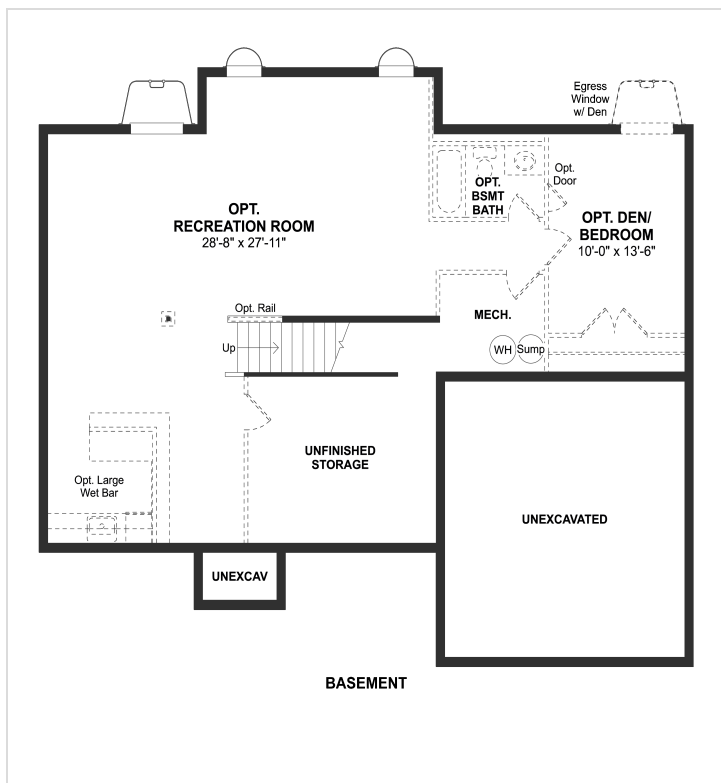 Egress
Window
w/ Den
OPT.
BSMT
BATH
Opt.
Door
OPT.
RECREATION ROOM
28'-8" x 27'-11"
OPT. DEN/
BEDROOM
10'-0" x 13'-6"
Opt. Rail
MECH.
Up
WH
Sump
UNFINISHED
STORAGE
Opt. Large
Wet Bar
UNEXCAVATED
UNEXCAV
BASEMENT